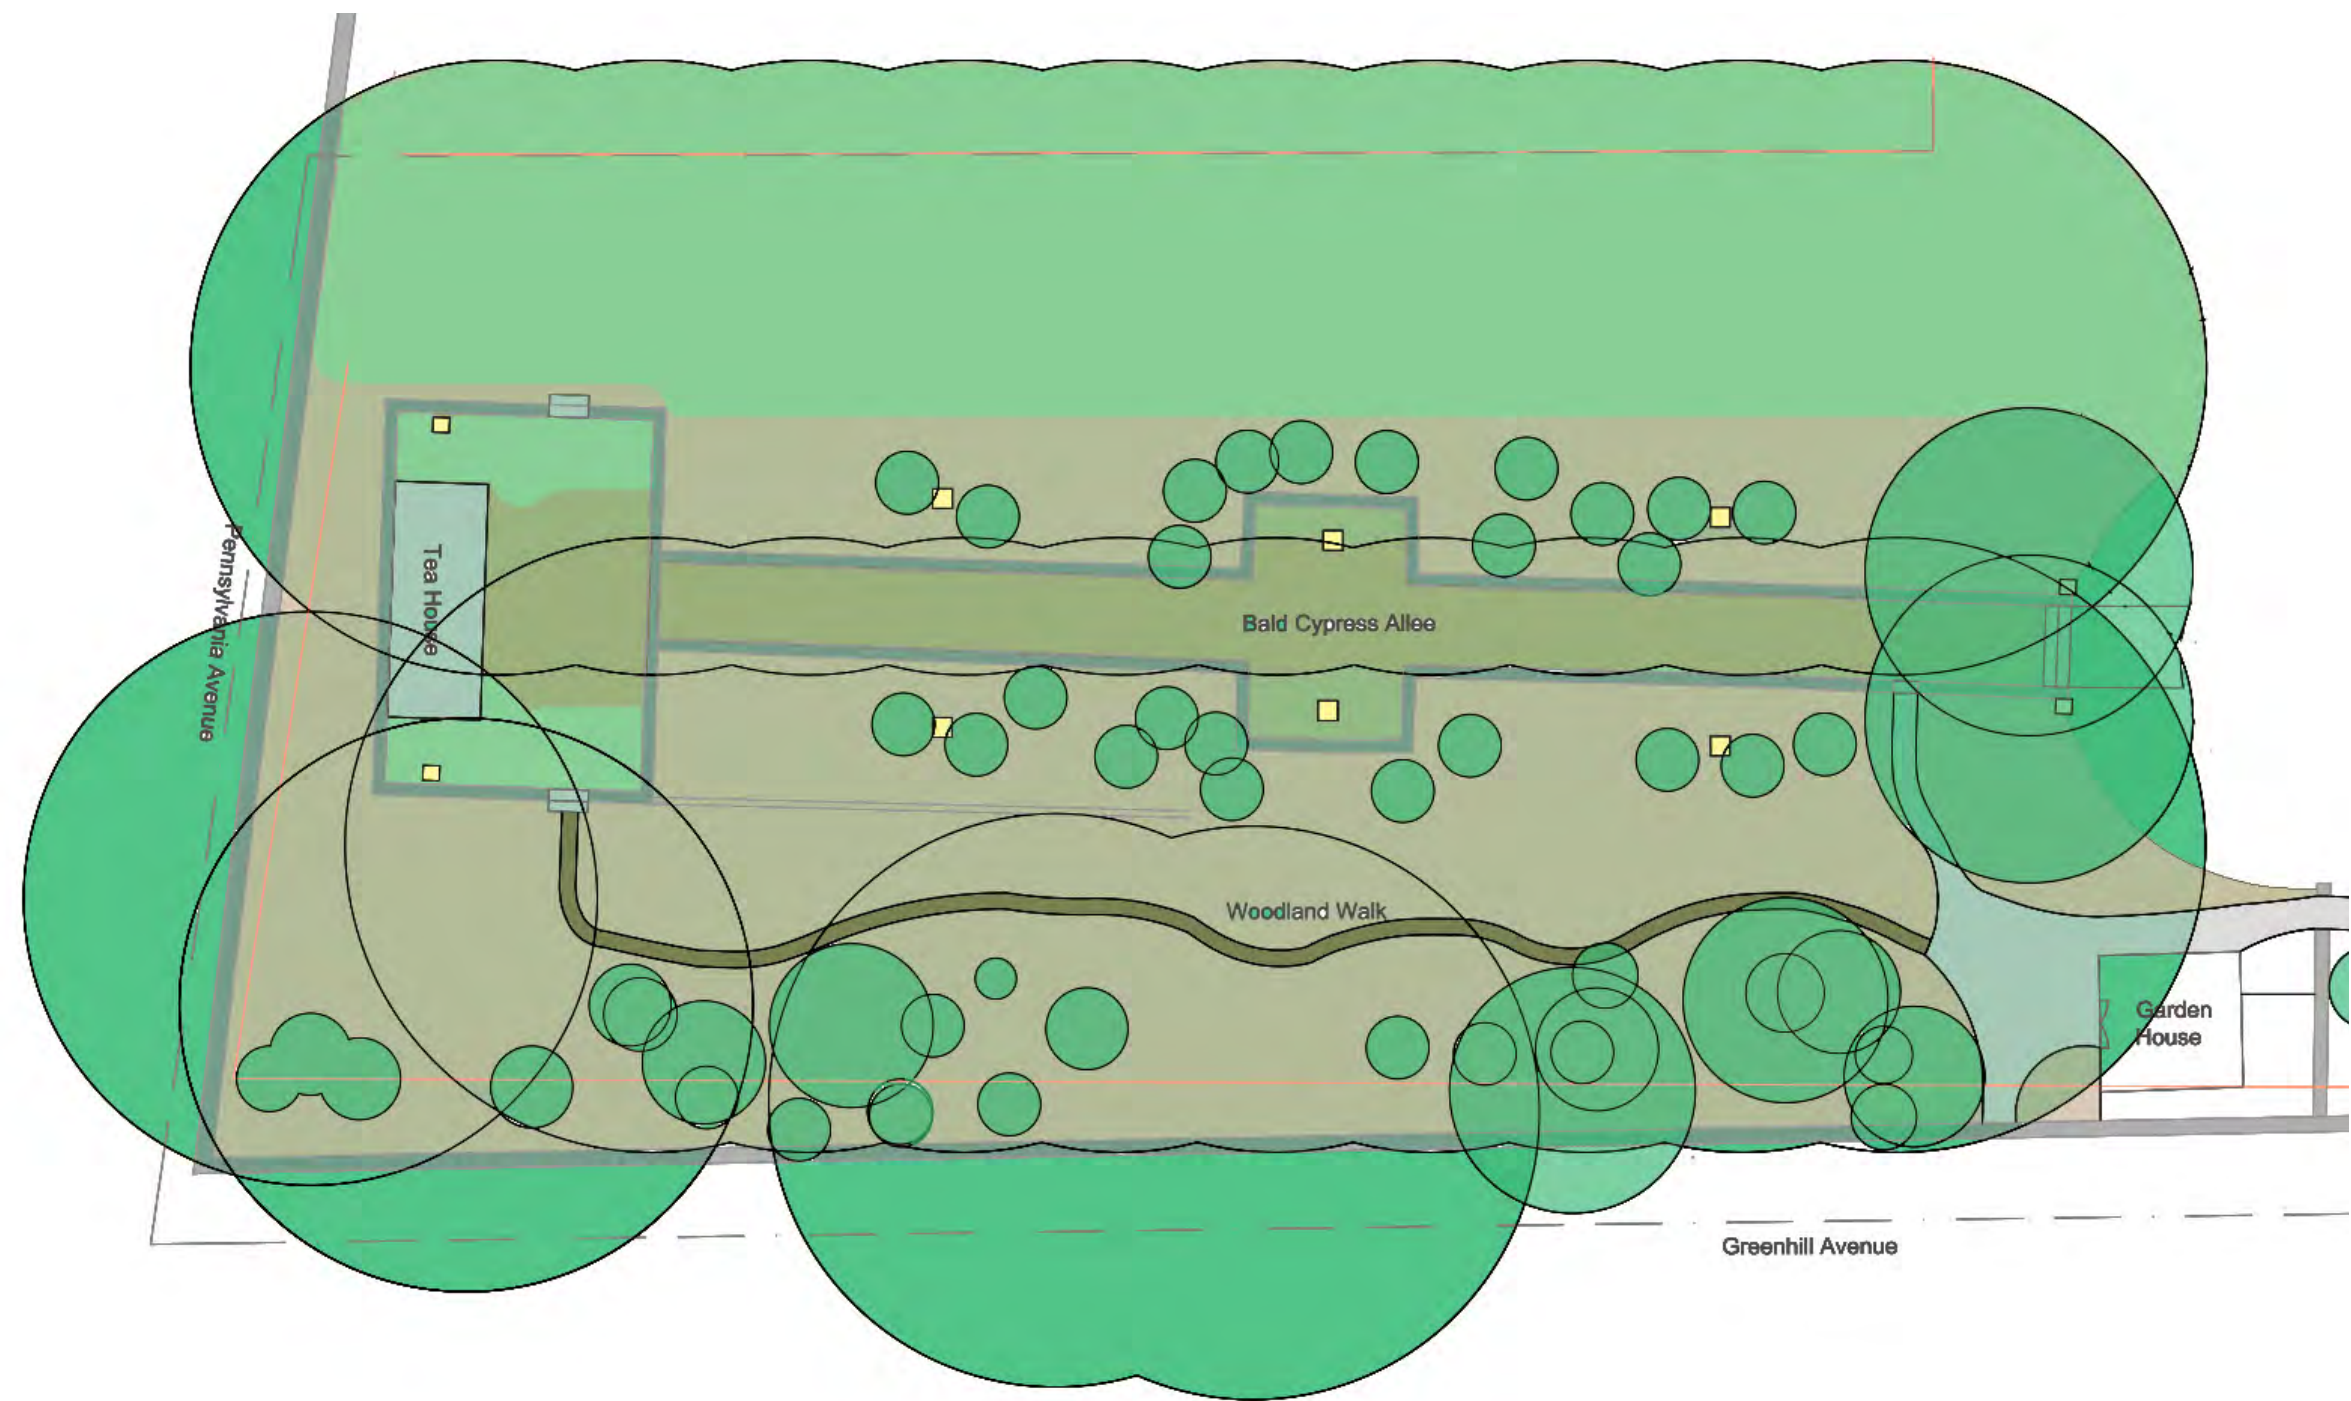 Pennsylvania Avenue
Tea House
Bald Cypress Allee
Woodland Walk
Garden
House
Greenhill Avenue